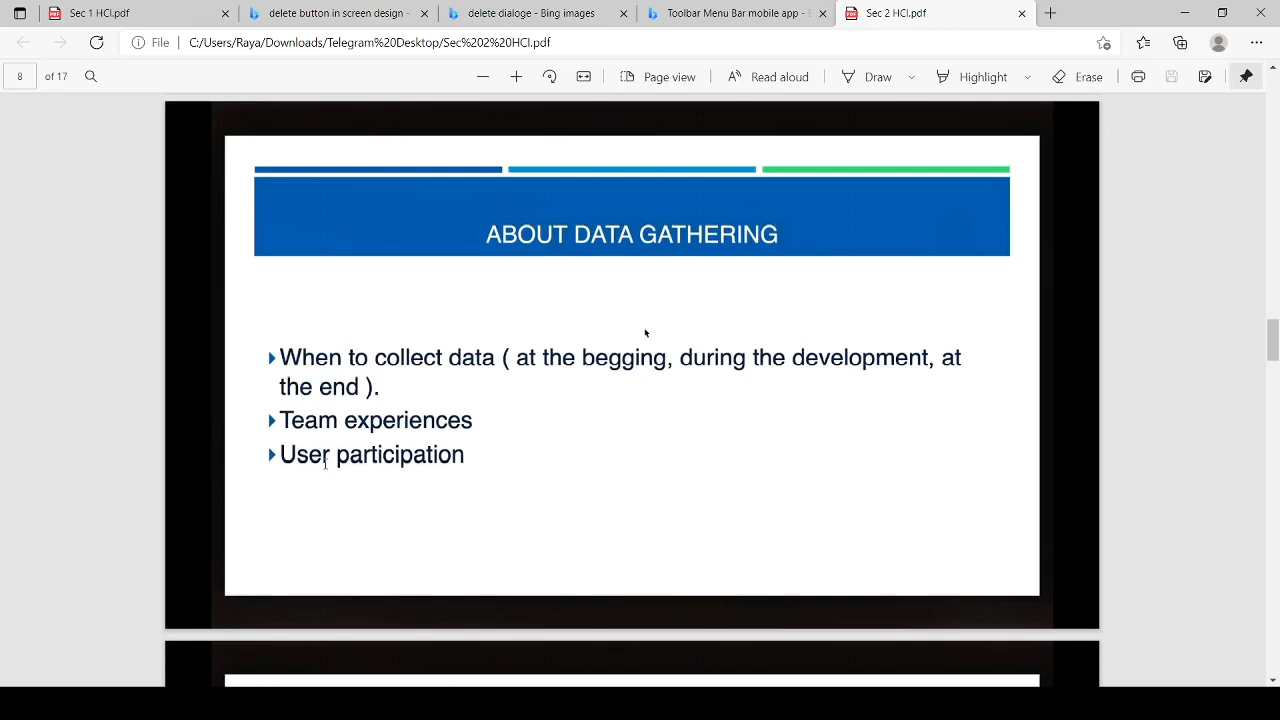 Sec 1 HCI.pdf
delete button in screen design -
delete dialoge - Bing images
Toolbar Menu Bar mobile app -
Sec 2 HCI.pdf
File
C:/Users/Raya/Downloads/Telegram%20Desktop/Sec%202%20HCI.pdf
8 of 17
Page view
Read aloud
Draw
Highlight
Erase
ABOUT DATA GATHERING
When to collect data ( at the begging, during the development, at
the end ).
Team experiences
User participation